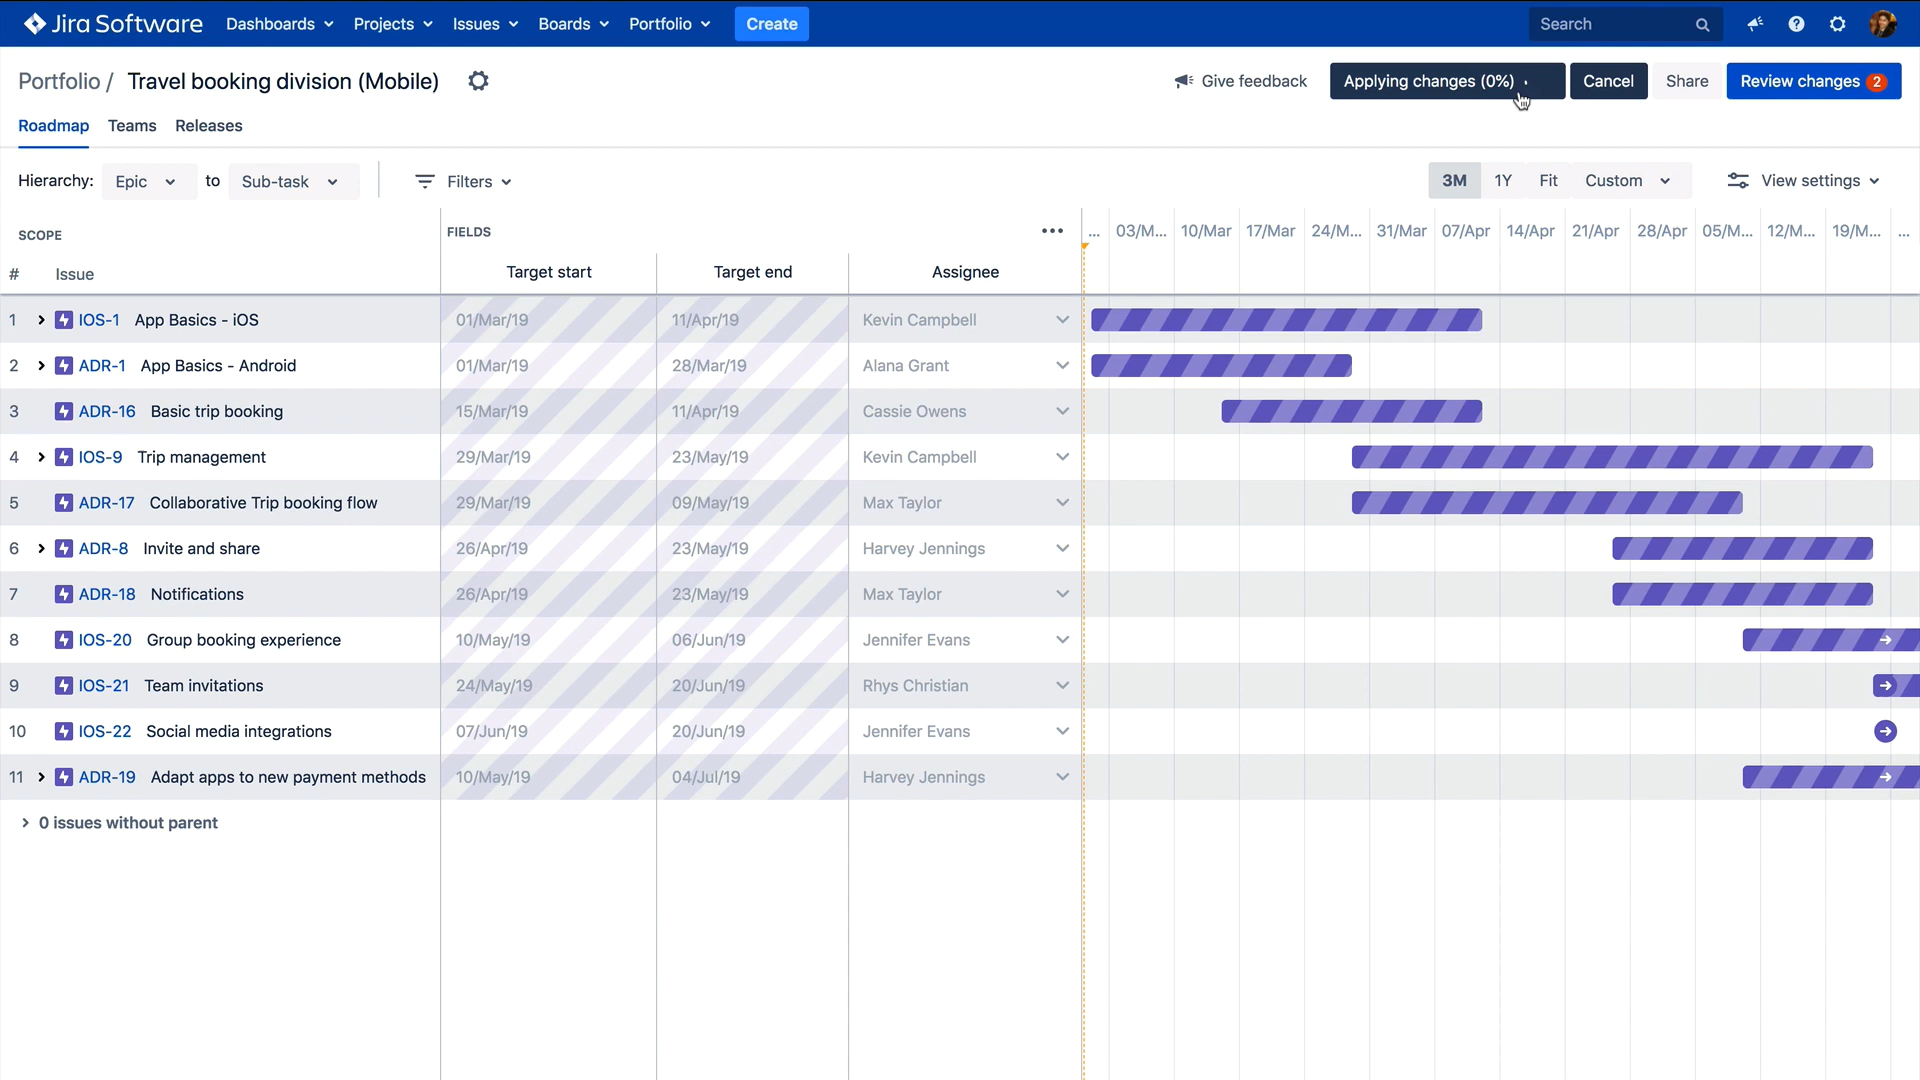 Jira Software Dashboards Projects Issues Boards Portfolio Create Search
Portfolio / Travel booking division (Mobile) Give feedback Applying changes (0%) Cancel Share Review changes 2
Roadmap Teams Releases
Hierarchy: Epic to Sub-task Filters 3M 1Y Fit Custom View settings
SCOPE FIELDS ... 03/M... 10/Mar 17/Mar 24/M... 31/Mar 07/Apr 14/Apr 21/Apr 28/Apr 05/M... 12/M... 19/M... ...
# Issue Target start Target end Assignee
1 IOS-1 App Basics - iOS 01/Mar/19 11/Apr/19 Kevin Campbell
2 ADR-1 App Basics - Android 01/Mar/19 28/Mar/19 Alana Grant
3 ADR-16 Basic trip booking 15/Mar/19 11/Apr/19 Cassie Owens
4 IOS-9 Trip management 29/Mar/19 23/May/19 Kevin Campbell
5 ADR-17 Collaborative Trip booking flow 29/Mar/19 09/May/19 Max Taylor
6 ADR-8 Invite and share 26/Apr/19 23/May/19 Harvey Jennings
7 ADR-18 Notifications 26/Apr/19 23/May/19 Max Taylor
8 IOS-20 Group booking experience 10/May/19 06/Jun/19 Jennifer Evans
9 IOS-21 Team invitations 24/May/19 20/Jun/19 Rhys Christian
10 IOS-22 Social media integrations 07/Jun/19 20/Jun/19 Jennifer Evans
11 ADR-19 Adapt apps to new payment methods 10/May/19 04/Jul/19 Harvey Jennings
0 issues without parent